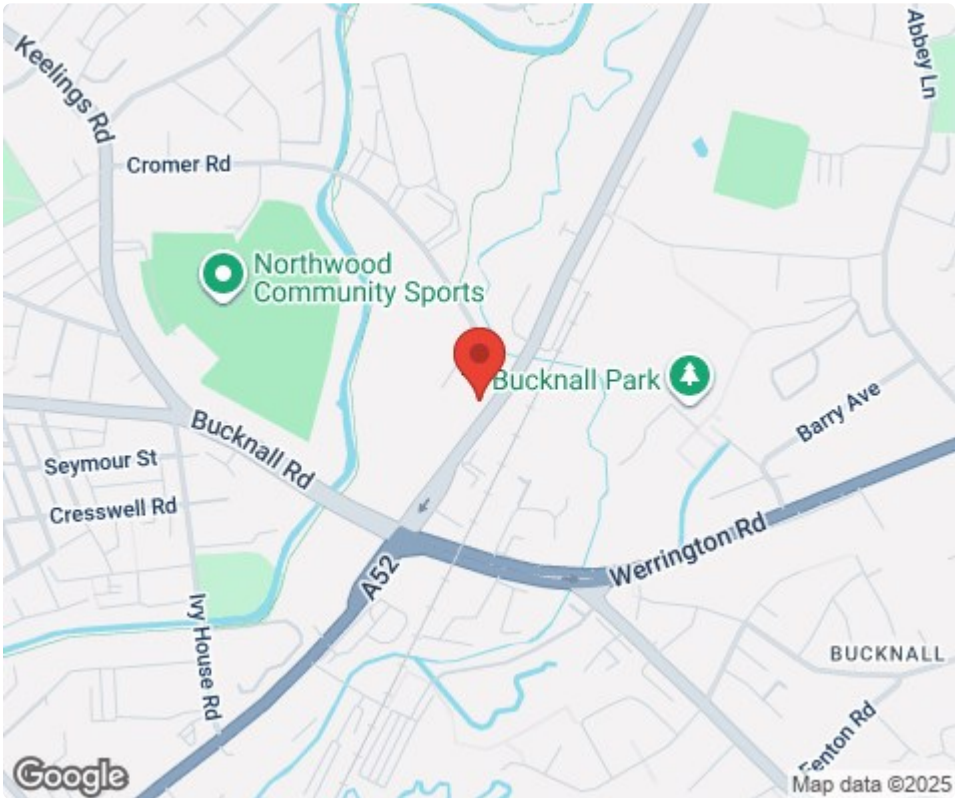 Abbey Ln
Keelings Rd
Cromer Rd
Northwood
Community Sports
Bucknall Park
Barry Ave
Bucknall Rd
Seymour St
Cresswell Rd
Werrington Rd
A52
Ivy House Rd
BUCKNALL
Fenton Rd
Google
Map data ©2025